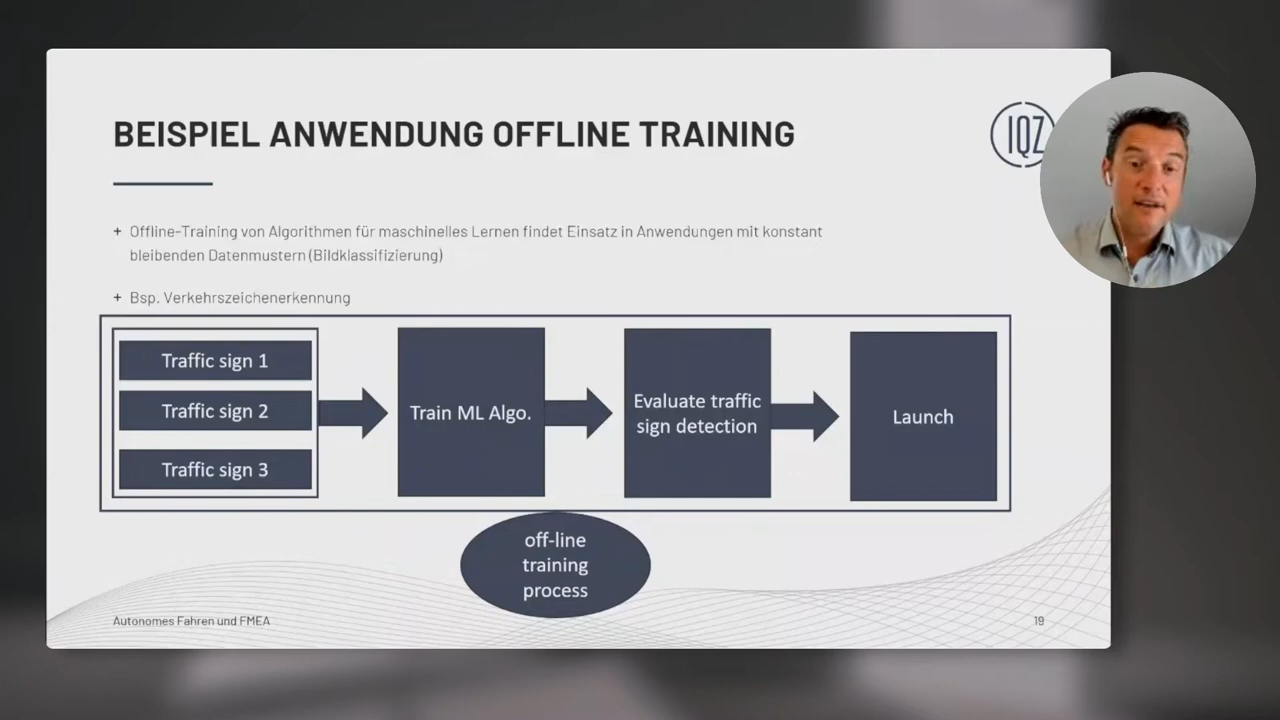 BEISPIEL ANWENDUNG OFFLINE TRAINING
IQZ
+ Offline-Training von Algorithmen für maschinelles Lernen findet Einsatz in Anwendungen mit konstant
bleibenden Datenmustern (Bildklassifizierung)
+ Bsp. Verkehrszeichenerkennung
Traffic sign 1
Traffic sign 2
Traffic sign 3
Train ML Algo.
Evaluate traffic
sign detection
Launch
off-line
training
process
Autonomes Fahren und FMEA
19